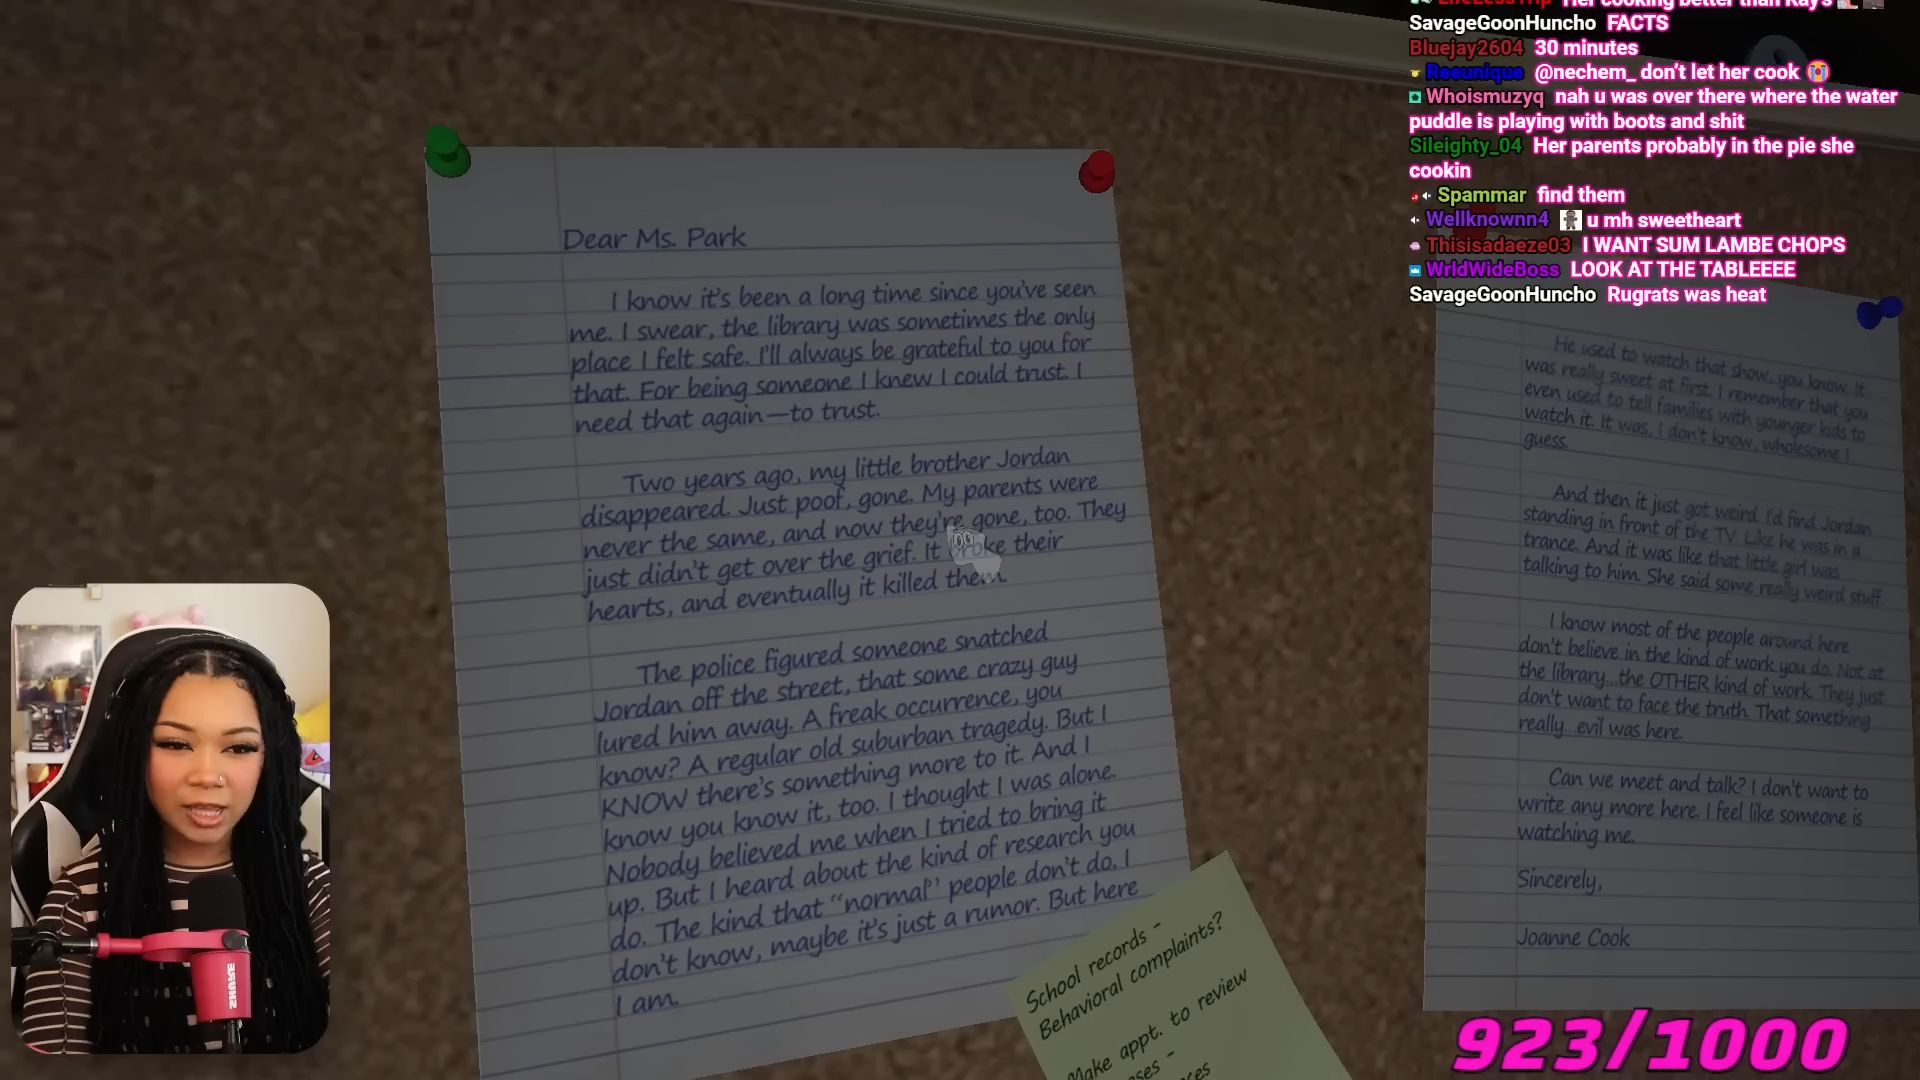 Her cooking better than Kay's
SavageGoonHuncho FACTS
Bluejay2604 30 minutes
Reeunique @nechem_ don't let her cook 😭
Whoismuzyq nah u was over there where the water
puddle is playing with boots and shit
Sileighty_04 Her parents probably in the pie she
cookin
Spammar find them
Wellknownn4 u mh sweetheart
Thisisadaeze03 I WANT SUM LAMBE CHOPS
WrldWideBoss LOOK AT THE TABLEEEE
SavageGoonHuncho Rugrats was heat
Dear Ms. Park
I know it's been a long time since you've seen
me. I swear, the library was sometimes the only
place I felt safe. I'll always be grateful to you for
that. For being someone I knew I could trust. I
need that again—to trust.
Two years ago, my little brother Jordan
disappeared. Just poof, gone. My parents were
never the same, and now they're gone, too. They
just didn't get over the grief. It broke their
hearts, and eventually it killed them.
The police figured someone snatched
Jordan off the street, that some crazy guy
lured him away. A freak occurrence, you
know? A regular old suburban tragedy. But I
KNOW there's something more to it. And I
know you know it, too. I thought I was alone.
Nobody believed me when I tried to bring it
up. But I heard about the kind of research you
do. The kind that "normal" people don't do. I
don't know, maybe it's just a rumor. But here
I am.
School records -
Behavioral complaints?
Make appt. to review
He used to watch that show, you know. It
was really sweet at first. I remember that you
even used to tell families with younger kids to
watch it. It was, I don't know, wholesome I
guess.
And then it just got weird. I'd find Jordan
standing in front of the TV. Like he was in a
trance. And it was like that little girl was
talking to him. She said some really weird stuff.
I know most of the people around here
don't believe in the kind of work you do. Not at
the library...the OTHER kind of work. They just
don't want to face the truth. That something
really...evil was here.
Can we meet and talk? I don't want to
write any more here. I feel like someone is
watching me.
Sincerely,
Joanne Cook
SHURE
923/1000